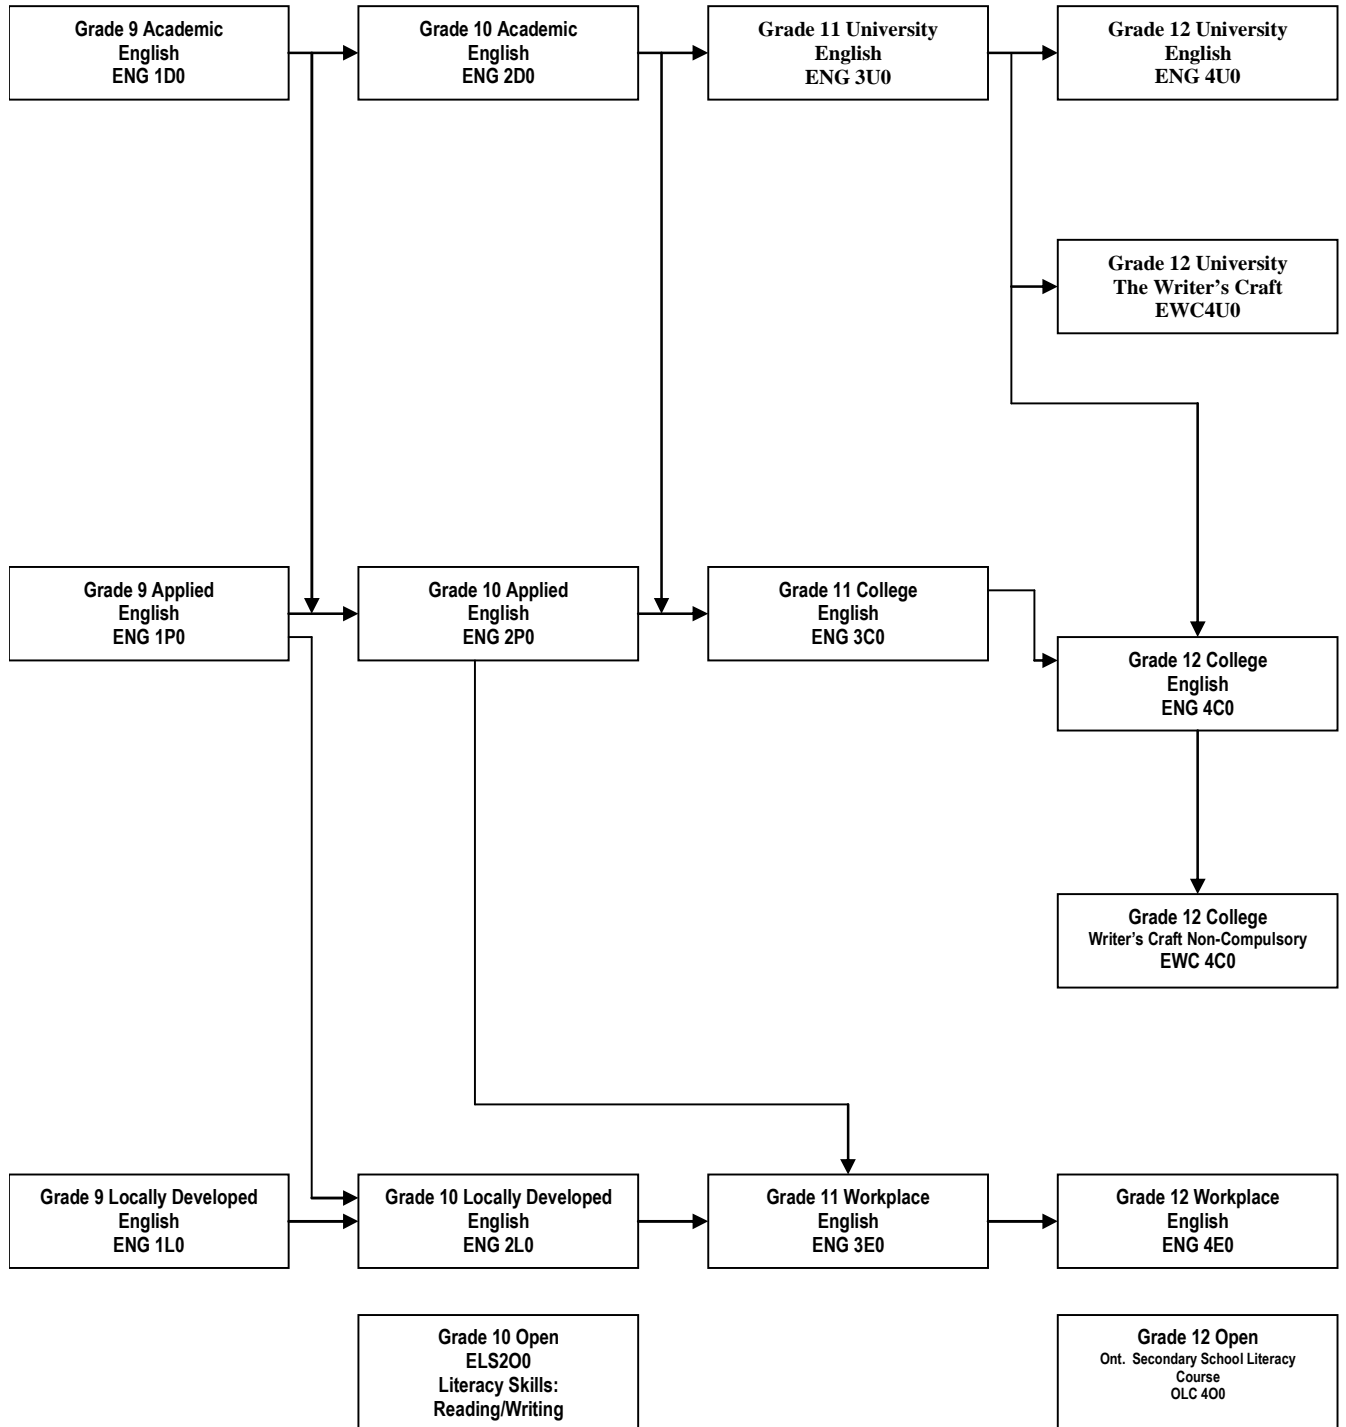 Grade 9 Academic
English
ENG 1D0
Grade 10 Academic
English
ENG 2D0
Grade 11 University
English
ENG 3U0
Grade 12 University
English
ENG 4U0
Grade 12 University
The Writer’s Craft
EWC4U0
Grade 9 Applied
English
ENG 1P0
Grade 10 Applied
English
ENG 2P0
Grade 11 College
English
ENG 3C0
Grade 12 College
English
ENG 4C0
Grade 12 College
Writer’s Craft Non-Compulsory
EWC 4C0
Grade 9 Locally Developed
English
ENG 1L0
Grade 10 Locally Developed
English
ENG 2L0
Grade 11 Workplace
English
ENG 3E0
Grade 12 Workplace
English
ENG 4E0
Grade 10 Open
ELS2O0
Literacy Skills:
Reading/Writing
Grade 12 Open
Ont. Secondary School Literacy
Course
OLC 4O0